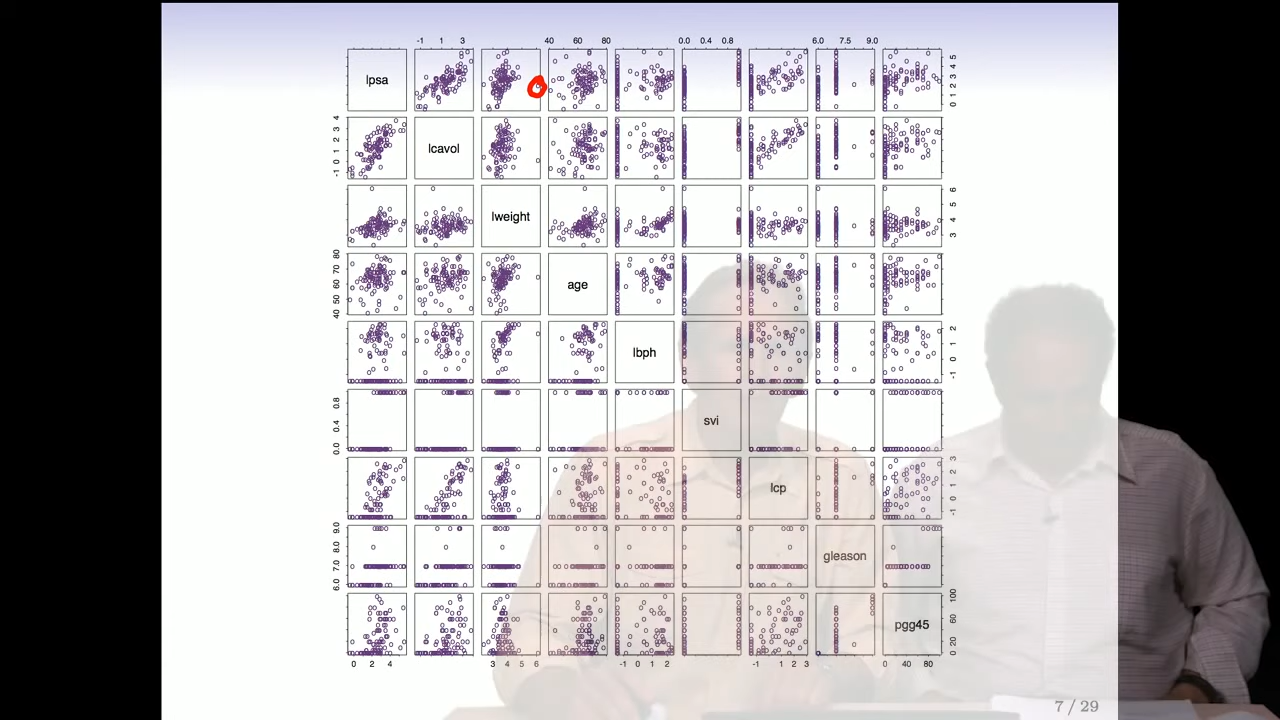 -1 1 3 40 60 80 0.0 0.4 0.8 6.0 7.5 9.0
lpsa 0 1 2 3 4 5
-1 0 1 2 3 4 lcavol
lweight 3 4 5 6
40 50 60 70 80 age
lbph -1 0 1 2
0.0 0.4 0.8 svi
lcp -1 0 1 2 3
6.0 7.0 8.0 9.0 gleason
pgg45 0 20 60 100
0 2 4 3 4 5 6 -1 0 1 2 -1 1 2 3 0 40 80
7 / 29